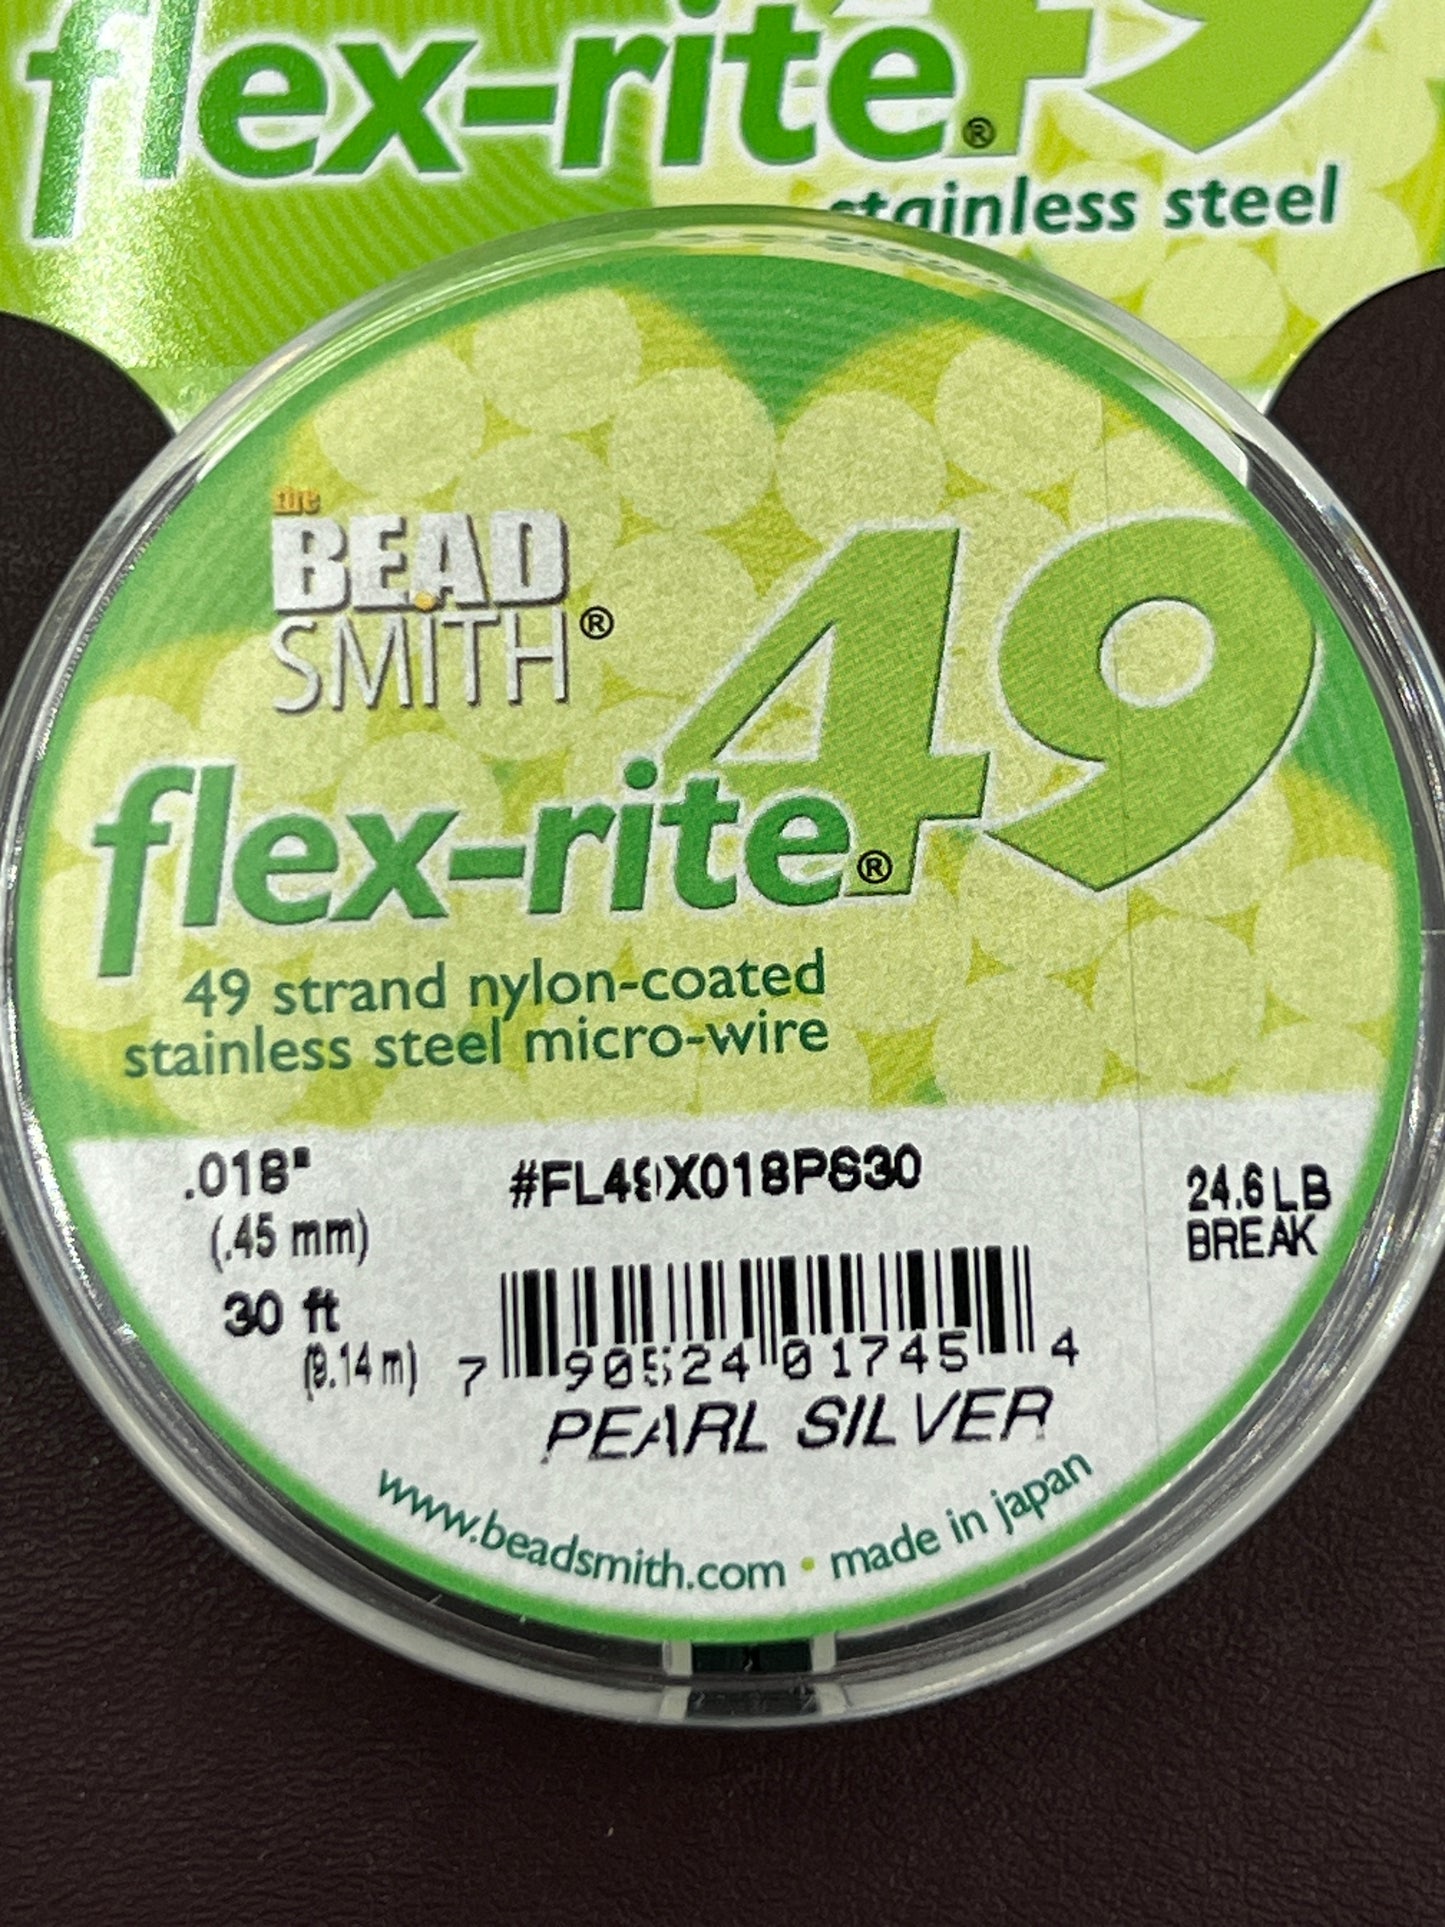 flex-rite® 49
stainless steel
the
BEAD
SMITH®
49
flex-rite®
49 strand nylon-coated
stainless steel micro-wire
.018"
(.45 mm)
30 ft
(9.14 m)
#FL49X018PS30
24.6 LB
BREAK
7 90524 01745 4
PEARL SILVER
www.beadsmith.com • made in japan